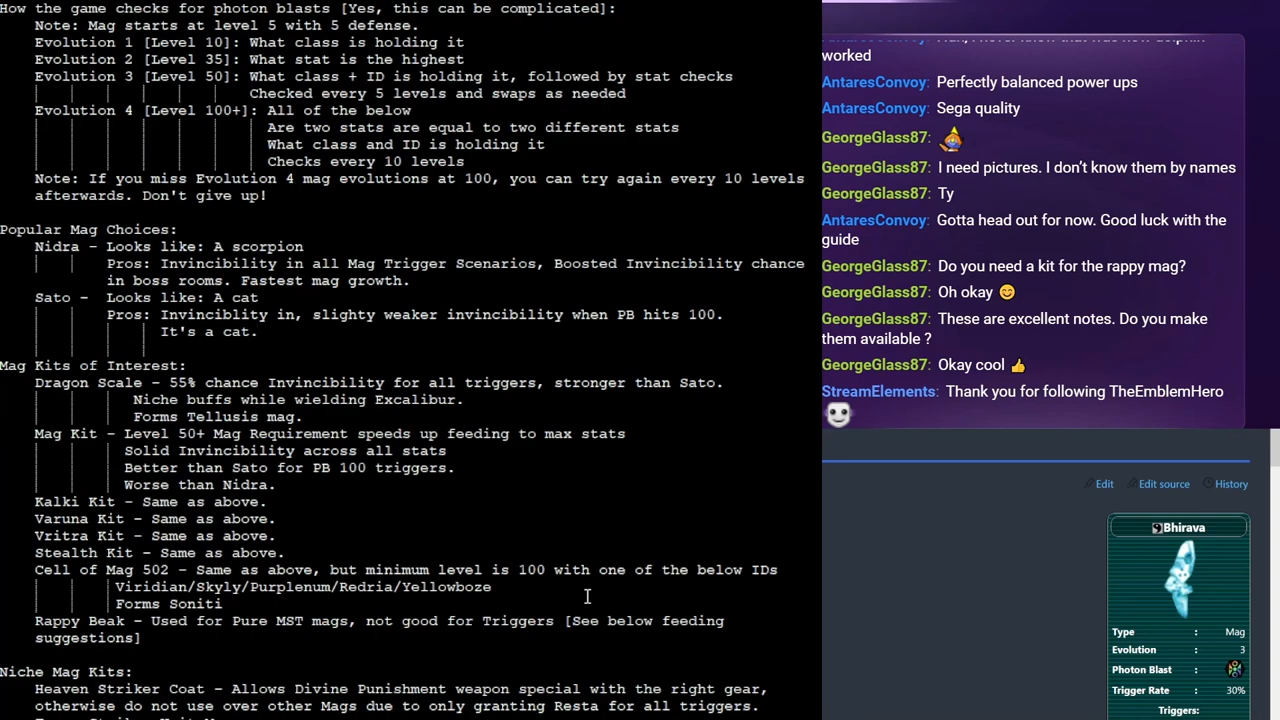 How the game checks for photon blasts [Yes, this can be complicated]:
Note: Mag starts at level 5 with 5 defense.
Evolution 1 [Level 10]: What class is holding it
Evolution 2 [Level 35]: What stat is the highest
Evolution 3 [Level 50]: What class + ID is holding it, followed by stat checks
Checked every 5 levels and swaps as needed
Evolution 4 [Level 100+]: All of the below
Are two stats are equal to two different stats
What class and ID is holding it
Checks every 10 levels
Note: If you miss Evolution 4 mag evolutions at 100, you can try again every 10 levels
afterwards. Don't give up!
Popular Mag Choices:
Nidra - Looks like: A scorpion
Pros: Invincibility in all Mag Trigger Scenarios, Boosted Invincibility chance
in boss rooms. Fastest mag growth.
Sato - Looks like: A cat
Pros: Invinciblity in, slighty weaker invincibility when PB hits 100.
It's a cat.
Mag Kits of Interest:
Dragon Scale - 55% chance Invincibility for all triggers, stronger than Sato.
Niche buffs while wielding Excalibur.
Forms Tellusis mag.
Mag Kit - Level 50+ Mag Requirement speeds up feeding to max stats
Solid Invincibility across all stats
Better than Sato for PB 100 triggers.
Worse than Nidra.
Kalki Kit - Same as above.
Varuna Kit - Same as above.
Vritra Kit - Same as above.
Stealth Kit - Same as above.
Cell of Mag 502 - Same as above, but minimum level is 100 with one of the below IDs
Viridian/Skyly/Purplenum/Redria/Yellowboze
Forms Soniti
Rappy Beak - Used for Pure MST mags, not good for Triggers [See below feeding
suggestions]
Niche Mag Kits:
Heaven Striker Coat - Allows Divine Punishment weapon special with the right gear,
otherwise do not use over other Mags due to only granting Resta for all triggers.
worked
AntaresConvoy: Perfectly balanced power ups
AntaresConvoy: Sega quality
GeorgeGlass87:
GeorgeGlass87: I need pictures. I don't know them by names
GeorgeGlass87: Ty
AntaresConvoy: Gotta head out for now. Good luck with the
guide
GeorgeGlass87: Do you need a kit for the rappy mag?
GeorgeGlass87: Oh okay 😊
GeorgeGlass87: These are excellent notes. Do you make
them available ?
GeorgeGlass87: Okay cool 👍
StreamElements: Thank you for following TheEmblemHero
Edit Edit source History
Bhirava
Type : Mag
Evolution : 3
Photon Blast :
Trigger Rate : 30%
Triggers: